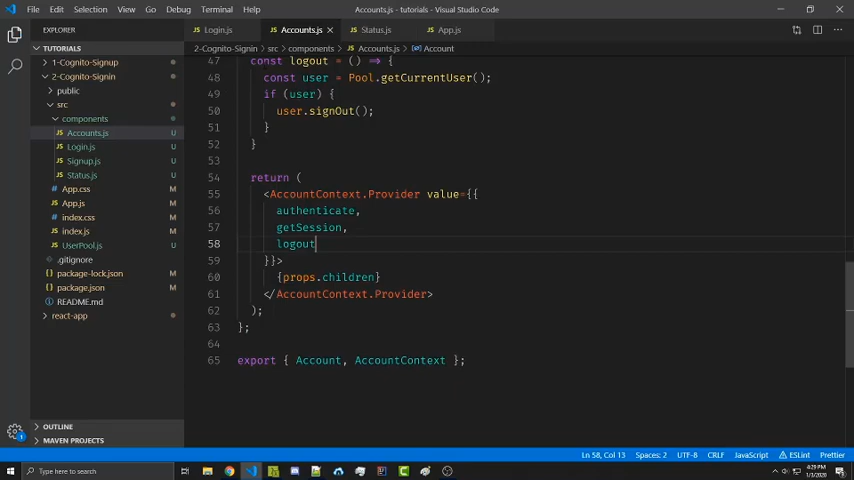 File Edit Selection View Go Debug Terminal Help
Accounts.js - tutorials - Visual Studio Code
EXPLORER
JS Login.js
JS Accounts.js
JS Status.js
JS App.js
TUTORIALS
2-Cognito-Signin > src > components > JS Accounts.js > Account
1-Cognito-Signup
2-Cognito-Signin
public
src
components
JS Accounts.js U
JS Login.js U
JS Signup.js U
JS Status.js U
App.css M
JS App.js M
index.css M
JS index.js M
JS UserPool.js U
.gitignore
package-lock.json M
package.json M
README.md
react-app
OUTLINE
MAVEN PROJECTS
47 const logout = () => {
48 const user = Pool.getCurrentUser();
49 if (user) {
50 user.signOut();
51 }
52 }
53
54 return (
55 <AccountContext.Provider value={{
56 authenticate,
57 getSession,
58 logout
59 }}>
60 {props.children}
61 </AccountContext.Provider>
62 );
63 };
64
65 export { Account, AccountContext };
1
Ln 58, Col 13 Spaces: 2 UTF-8 CRLF JavaScript ESLint Prettier
Type here to search
4:29 PM
1/3/2020